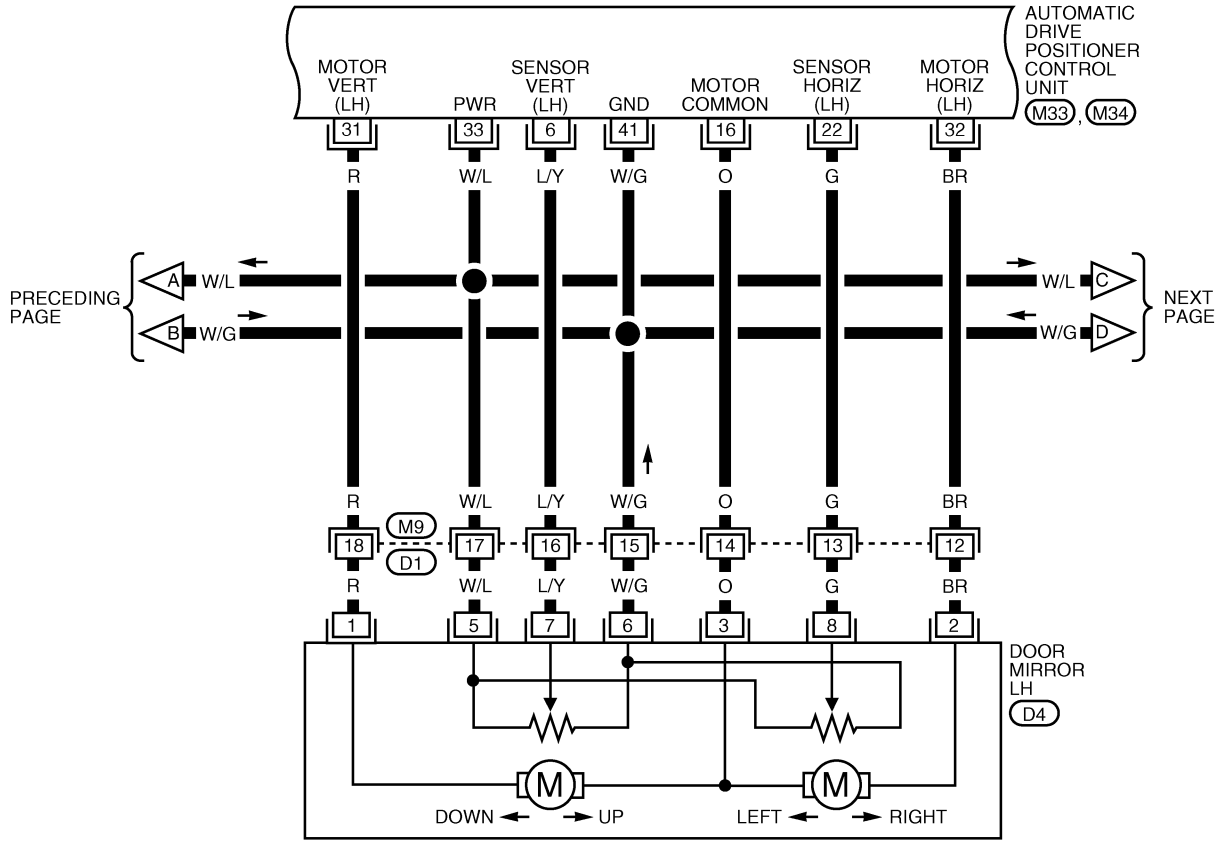 AUTOMATIC
DRIVE
POSITIONER
CONTROL
UNIT
M33 , M34
MOTOR
VERT
(LH)
PWR
SENSOR
VERT
(LH)
GND
MOTOR
COMMON
SENSOR
HORIZ
(LH)
MOTOR
HORIZ
(LH)
31 33 6 41 16 22 32
R W/L L/Y W/G O G BR
PRECEDING
PAGE
A W/L
B W/G
W/L C
W/G D
NEXT
PAGE
R W/L L/Y W/G O G BR
M9
18 17 16 15 14 13 12
D1
R W/L L/Y W/G O G BR
1 5 7 6 3 8 2
DOOR
MIRROR
LH
D4
M M
DOWN UP LEFT RIGHT